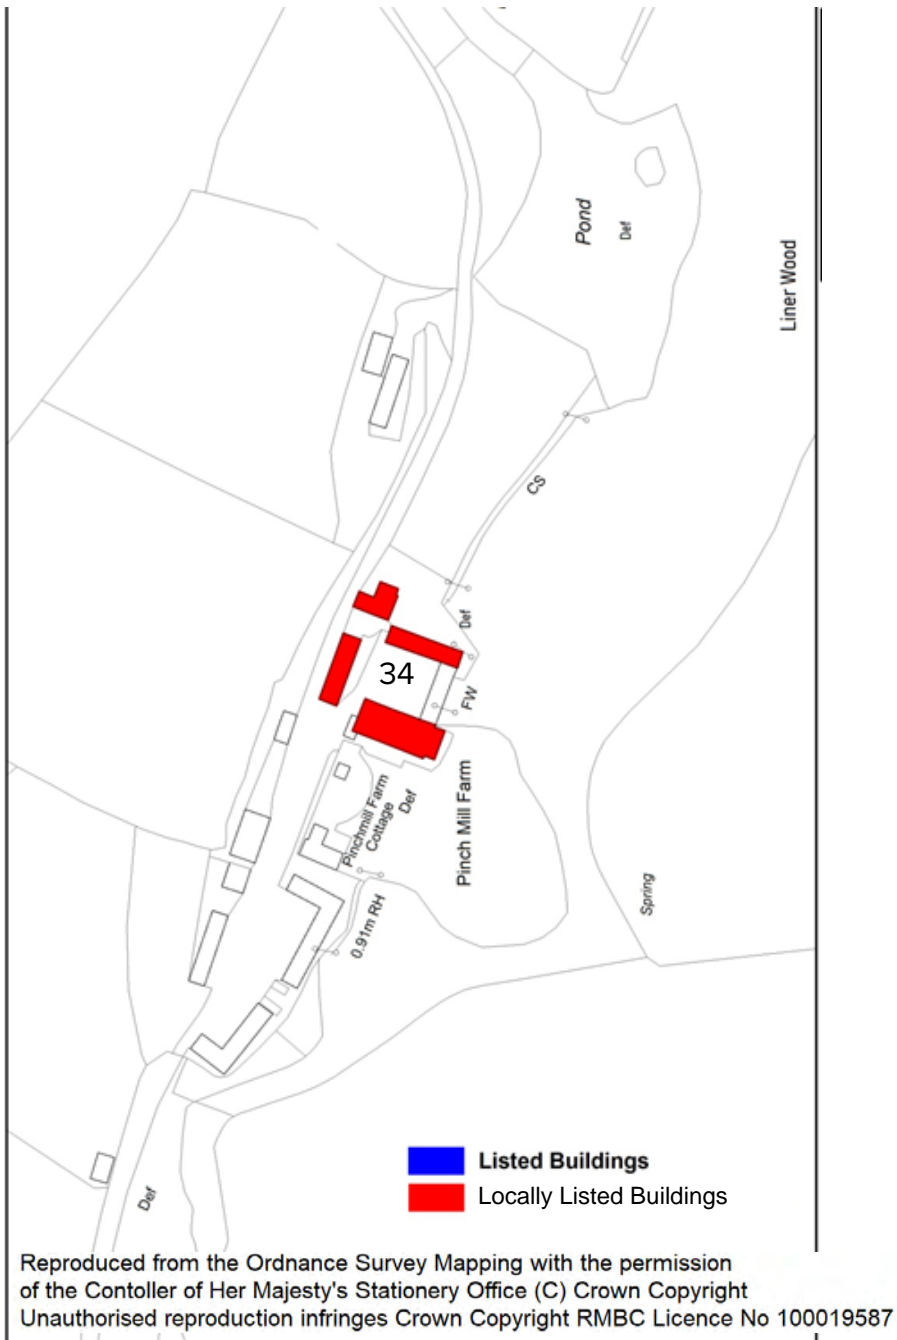 Pond
Def
Liner Wood
CS
Def
34
FW
Pinchmill Farm
Cottage
Def
Pinch Mill Farm
Spring
0.91m RH
Def
Listed Buildings
Locally Listed Buildings
Reproduced from the Ordnance Survey Mapping with the permission
of the Contoller of Her Majesty's Stationery Office (C) Crown Copyright
Unauthorised reproduction infringes Crown Copyright RMBC Licence No 100019587